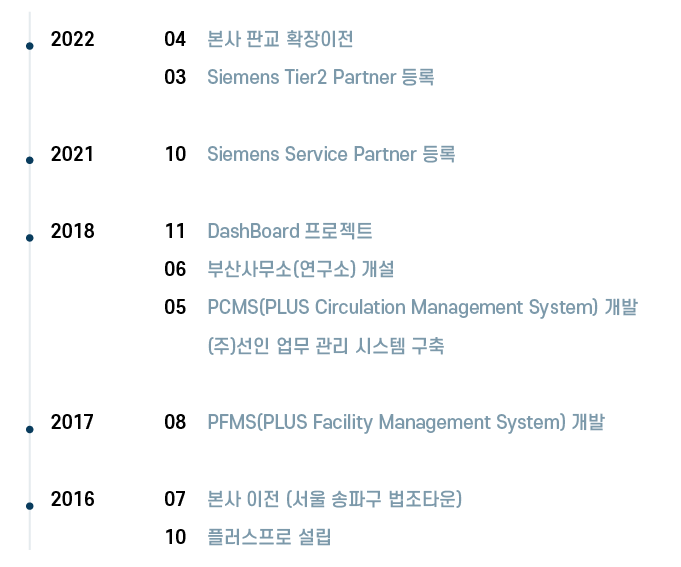 2022 04 본사 판교 확장이전
03 Siemens Tier2 Partner 등록
2021 10 Siemens Service Partner 등록
2018 11 DashBoard 프로젝트
06 부산사무소(연구소) 개설
05 PCMS(PLUS Circulation Management System) 개발
(주)선인 업무 관리 시스템 구축
2017 08 PFMS(PLUS Facility Management System) 개발
2016 07 본사 이전 (서울 송파구 법조타운)
10 플러스프로 설립